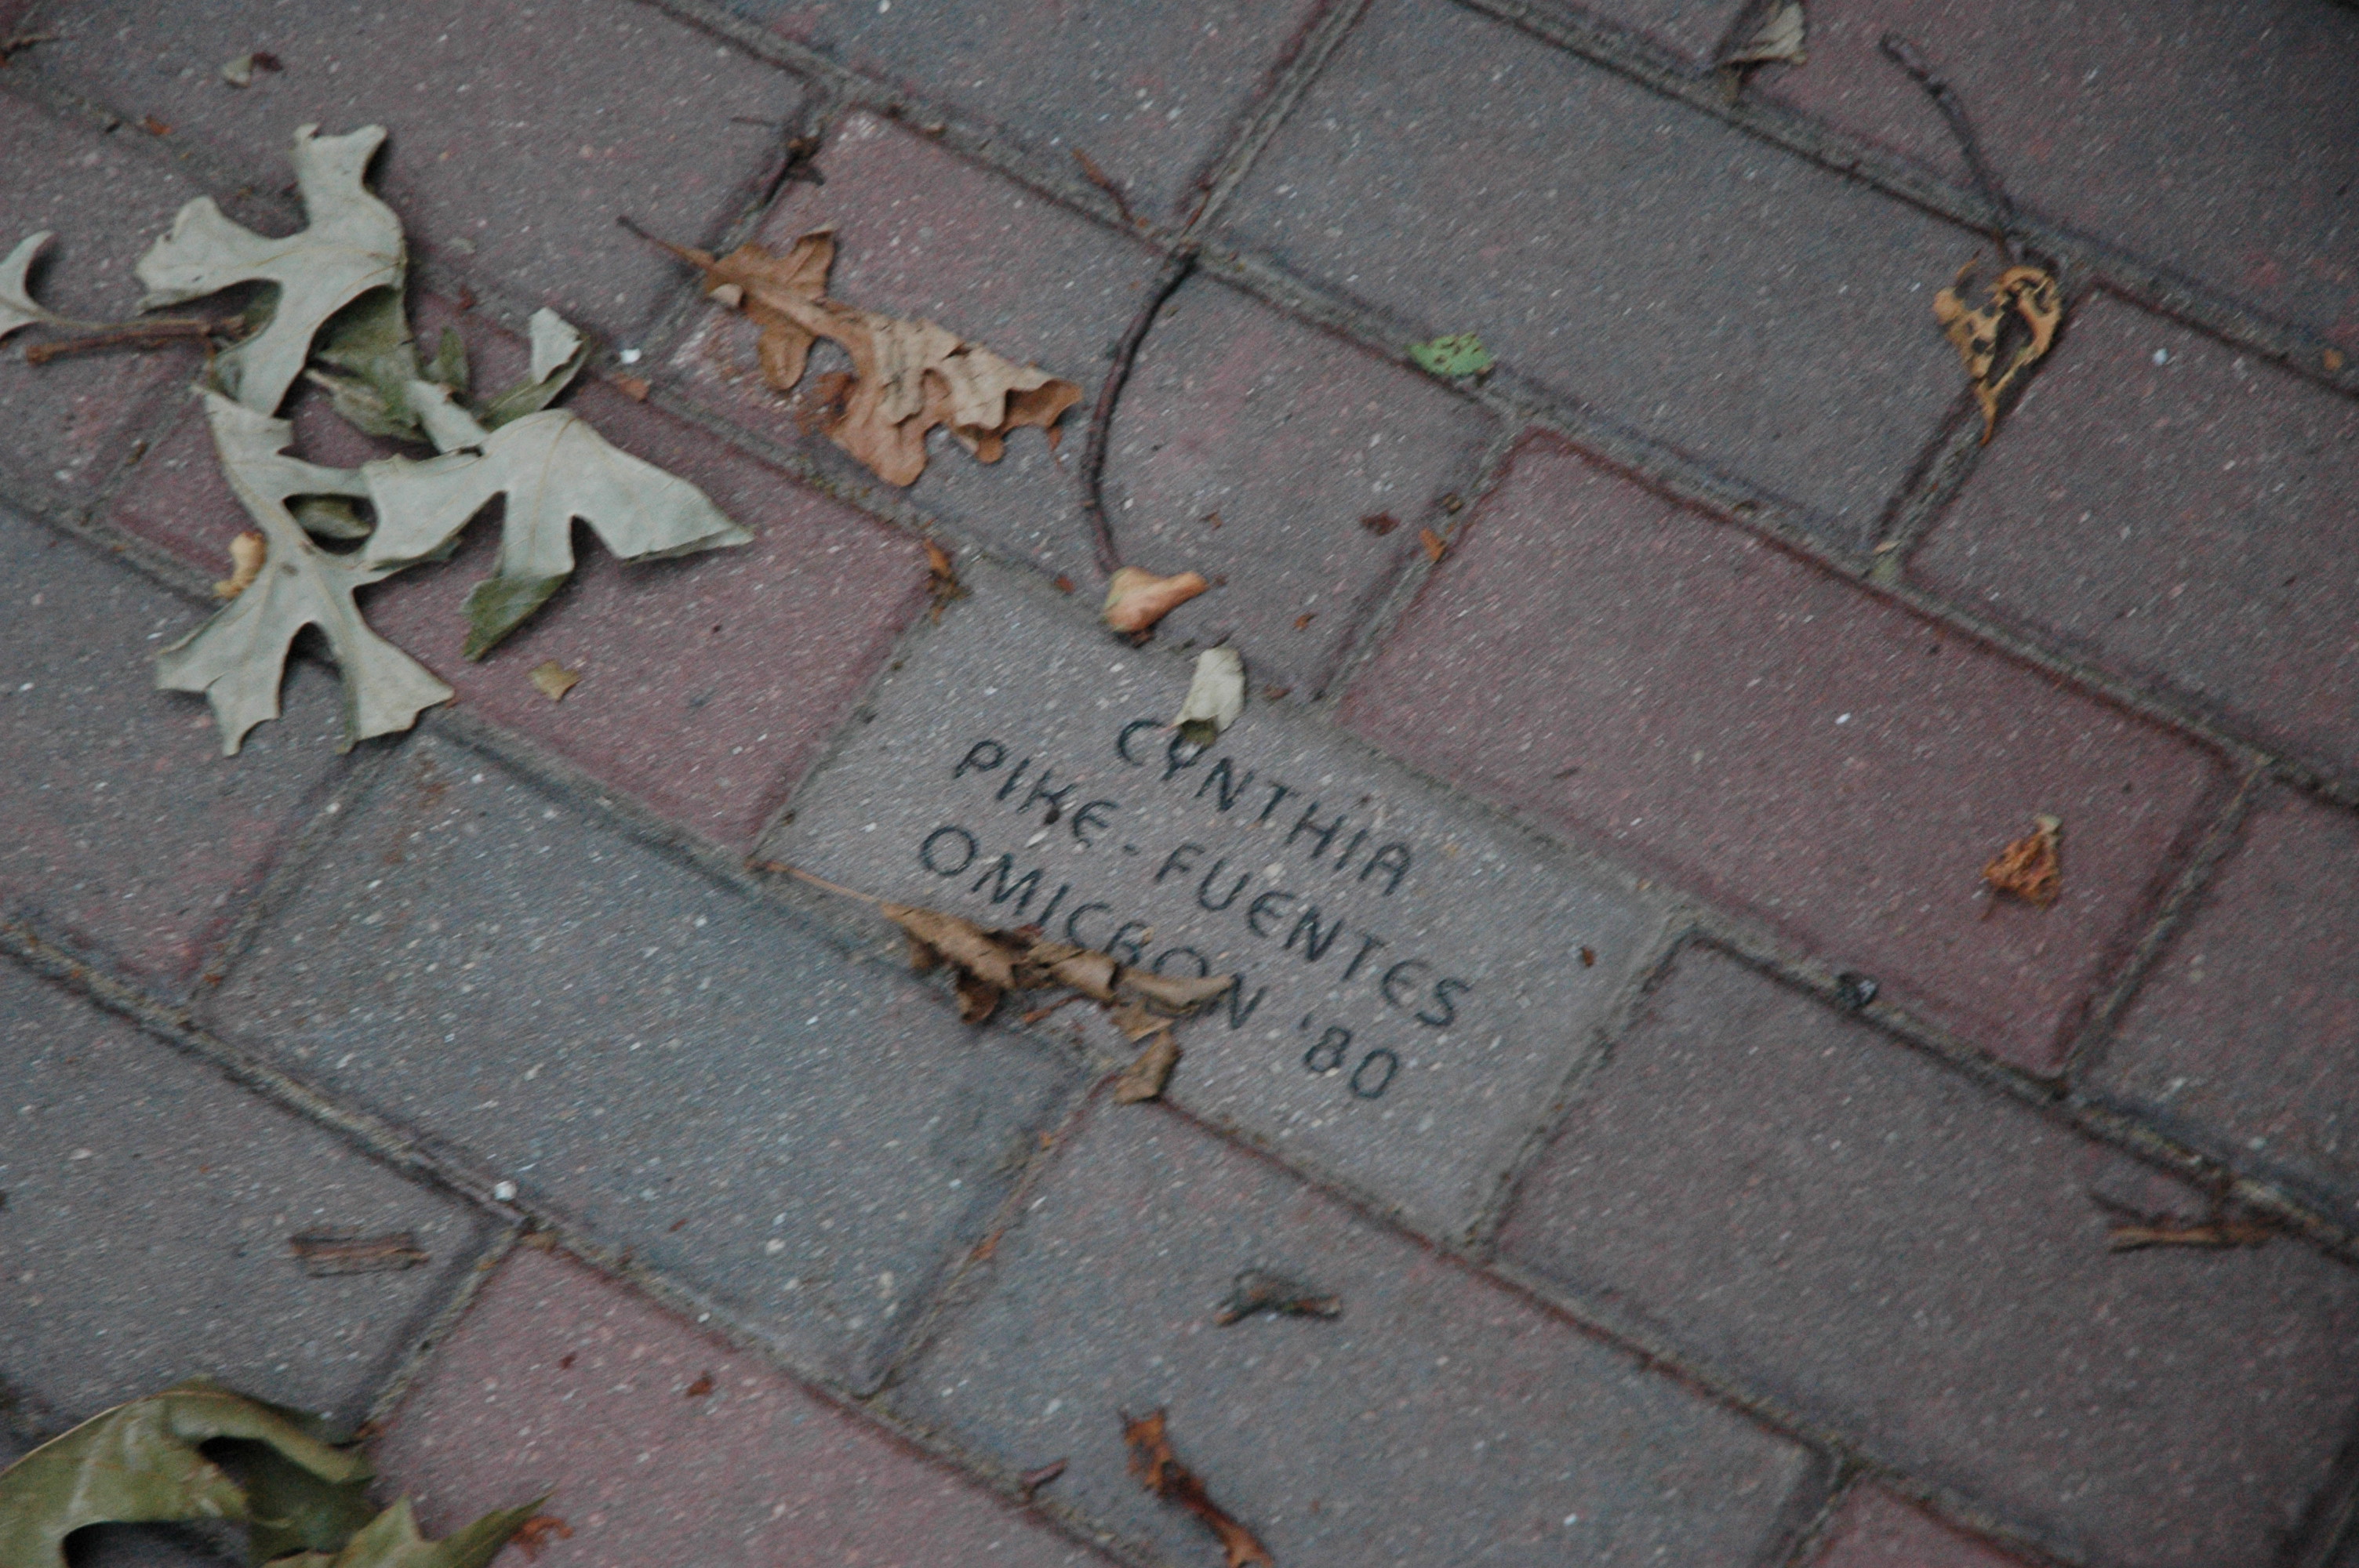 CYNTHIA
PIKE-FUENTES
OMICRON '80